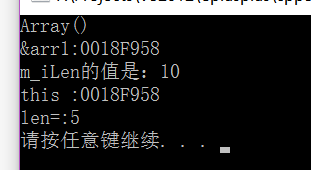 Array()
&arr1:0018F958
m_iLen的值是：10
this :0018F958
len=:5
请按任意键继续. . .